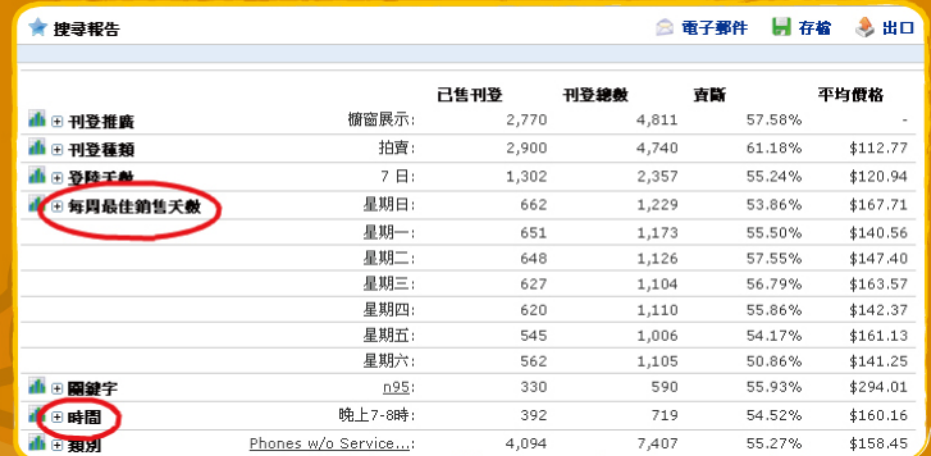 搜尋報告 電子郵件 存檔 出口
已售刊登 刊登總數 賣斷 平均價格
刊登推廣 櫥窗展示: 2,770 4,811 57.58% -
刊登種類 拍賣: 2,900 4,740 61.18% $112.77
登陸天數 7 日: 1,302 2,357 55.24% $120.94
每周最佳銷售天數 星期日: 662 1,229 53.86% $167.71
星期一: 651 1,173 55.50% $140.56
星期二: 648 1,126 57.55% $147.40
星期三: 627 1,104 56.79% $163.57
星期四: 620 1,110 55.86% $142.37
星期五: 545 1,006 54.17% $161.13
星期六: 562 1,105 50.86% $141.25
關鍵字 n95: 330 590 55.93% $294.01
時間 晚上7-8時: 392 719 54.52% $160.16
類別 Phones w/o Service...: 4,094 7,407 55.27% $158.45